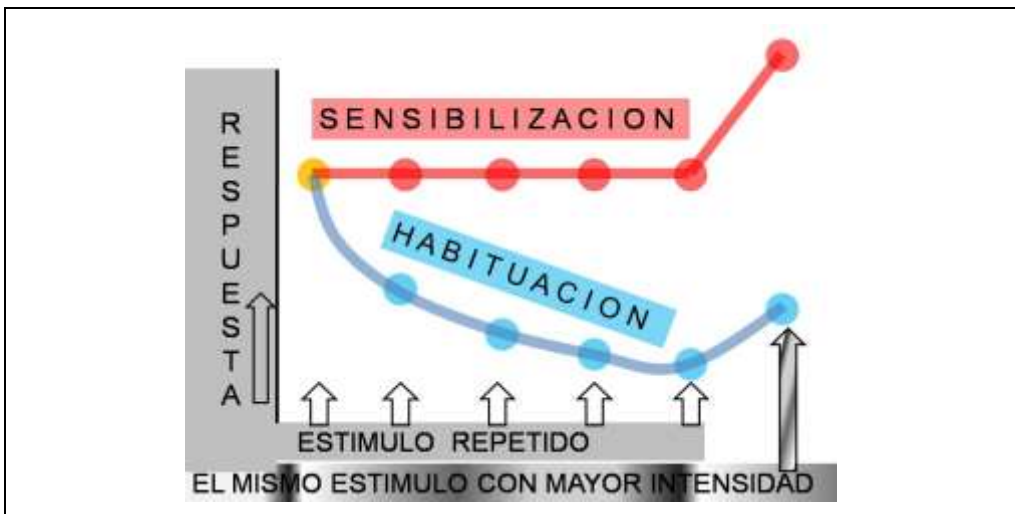 RESPUESTA
SENSIBILIZACION
HABITUACION
ESTIMULO REPETIDO
EL MISMO ESTIMULO CON MAYOR INTENSIDAD